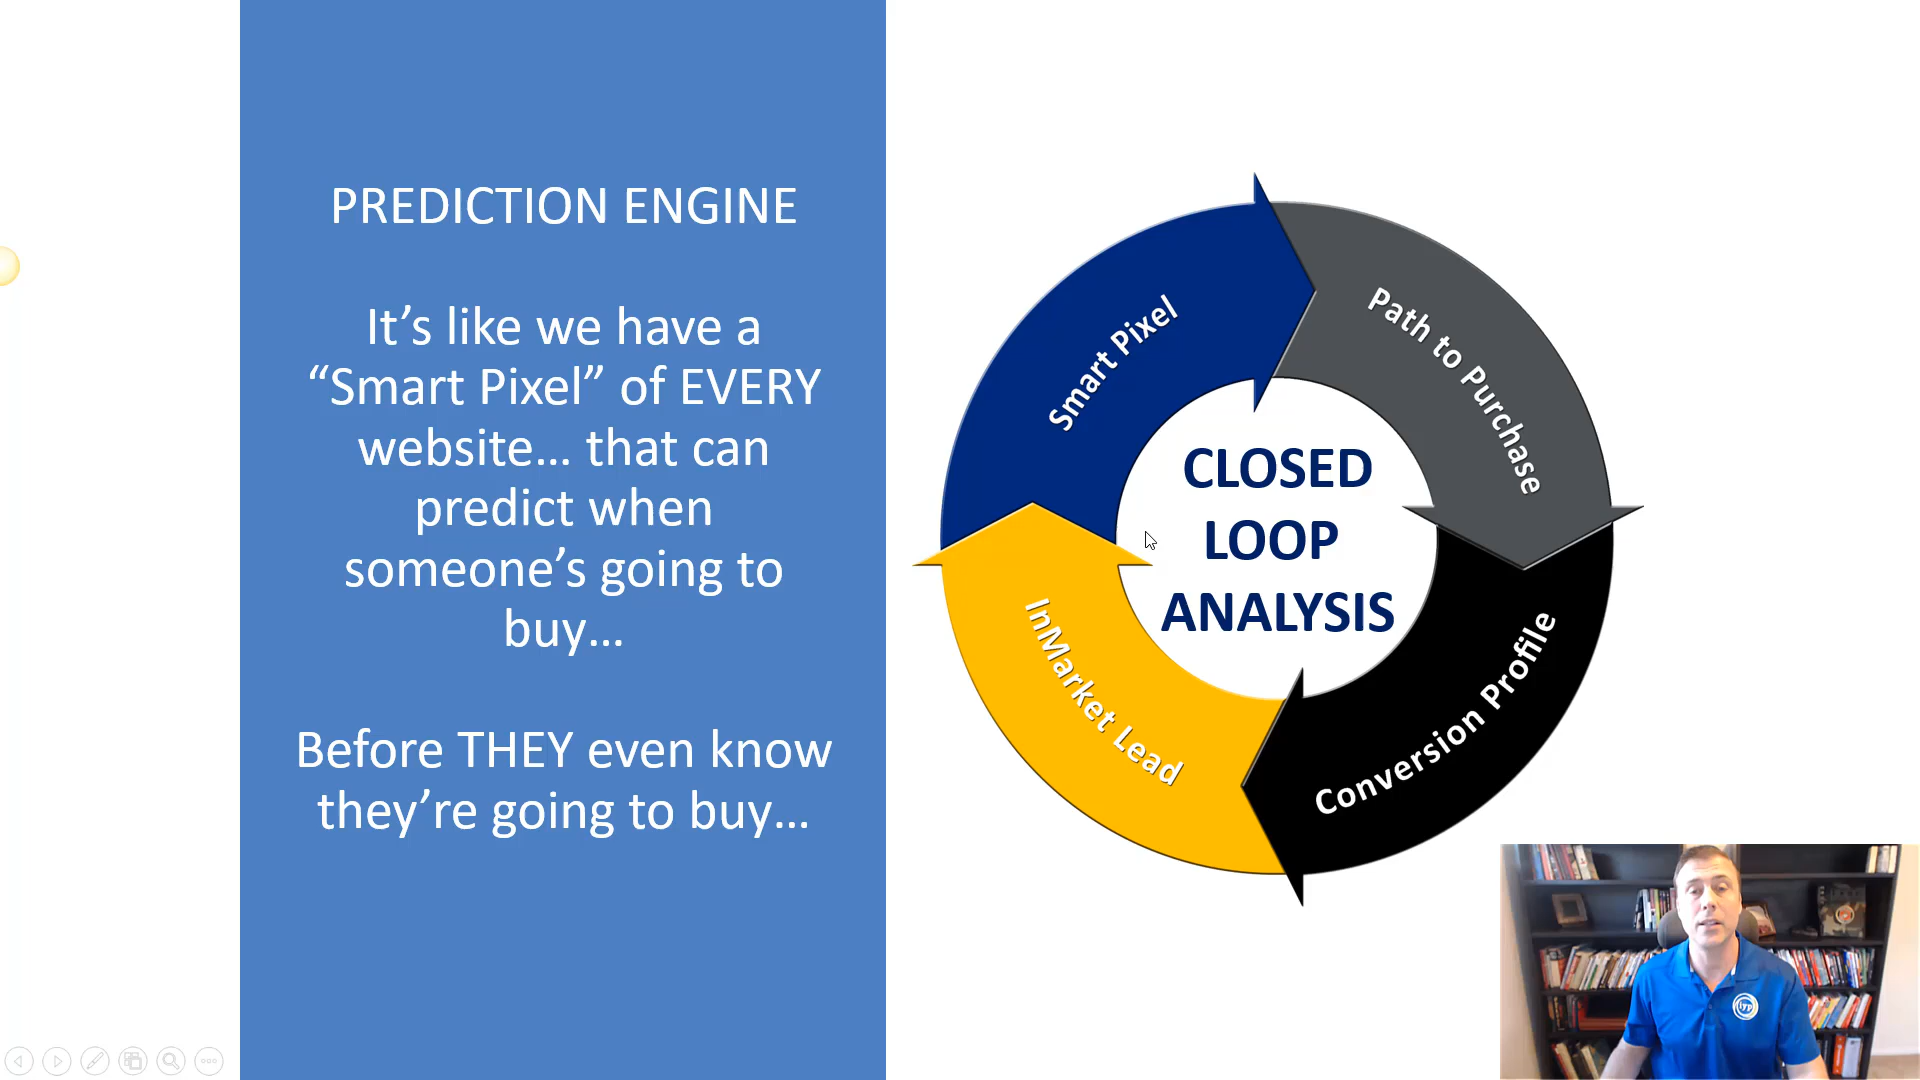 PREDICTION ENGINE
It’s like we have a
“Smart Pixel” of EVERY
website… that can
predict when
someone’s going to
buy…
Before THEY even know
they’re going to buy…
Smart Pixel
Path to Purchase
Conversion Profile
InMarket Lead
CLOSED
LOOP
ANALYSIS
iyp